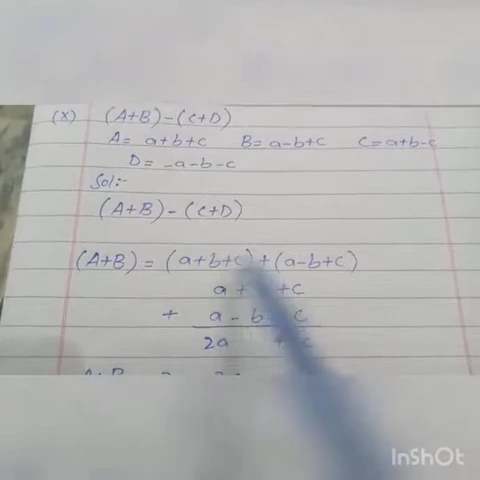 (x) (A+B)-(C+D)
A= a+b+c B= a-b+c C= a+b-c
D= -a-b-c
Sol:-
(A+B)-(C+D)
(A+B) = (a+b+c)+(a-b+c)
a+ +c
+ a-b c
2a +
InShOt